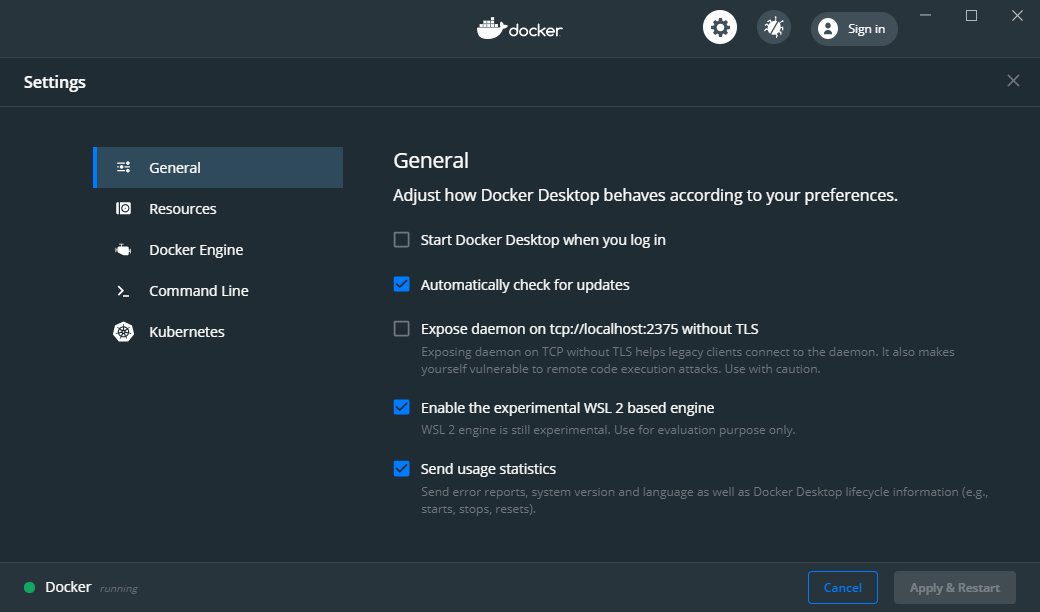 docker
Sign in
Settings
General
Resources
Docker Engine
Command Line
Kubernetes
General
Adjust how Docker Desktop behaves according to your preferences.
Start Docker Desktop when you log in
Automatically check for updates
Expose daemon on tcp://localhost:2375 without TLS
Exposing daemon on TCP without TLS helps legacy clients connect to the daemon. It also makes
yourself vulnerable to remote code execution attacks. Use with caution.
Enable the experimental WSL 2 based engine
WSL 2 engine is still experimental. Use for evaluation purpose only.
Send usage statistics
Send error reports, system version and language as well as Docker Desktop lifecycle information (e.g.,
starts, stops, resets).
Docker running
Cancel
Apply & Restart